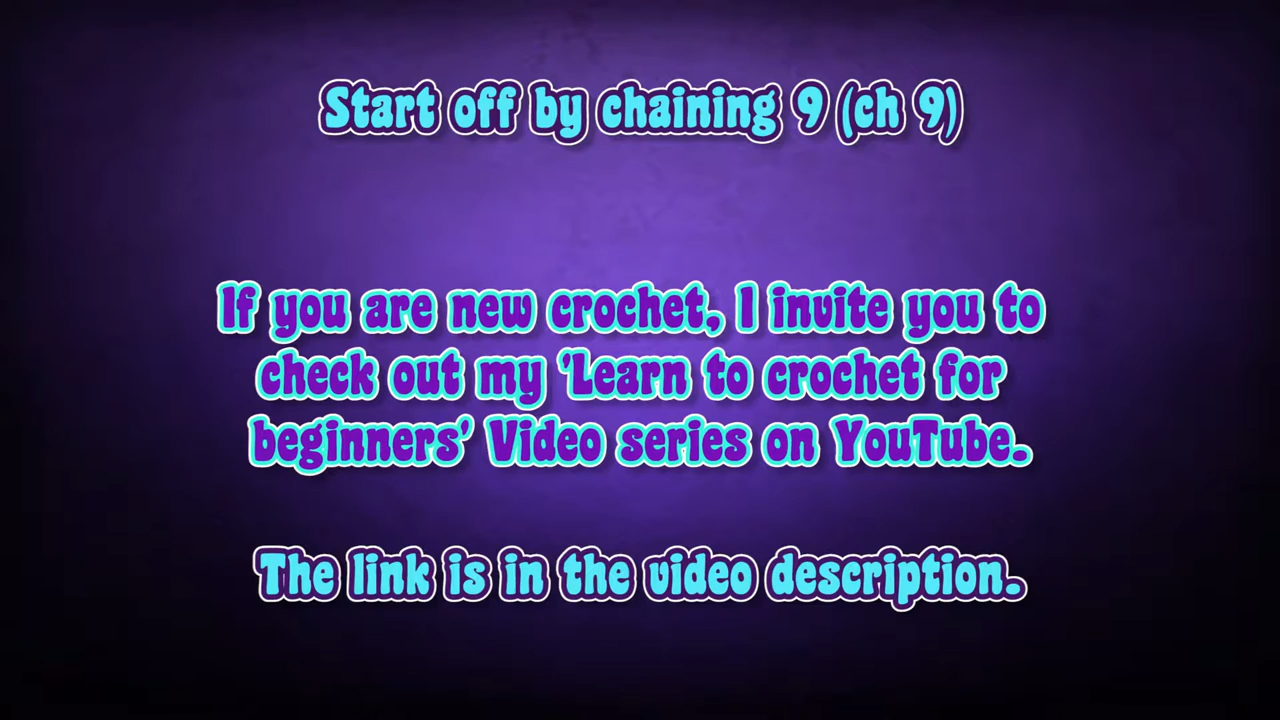 Start off by chaining 9 (ch 9)
If you are new crochet, I invite you to
check out my 'Learn to crochet for
beginners' Video series on YouTube.
The link is in the video description.